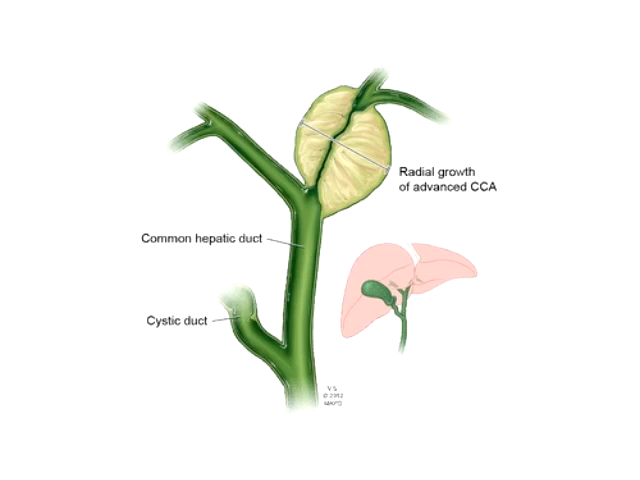 Radial growth
of advanced CCA
Common hepatic duct
Cystic duct
© 2012
MAYO